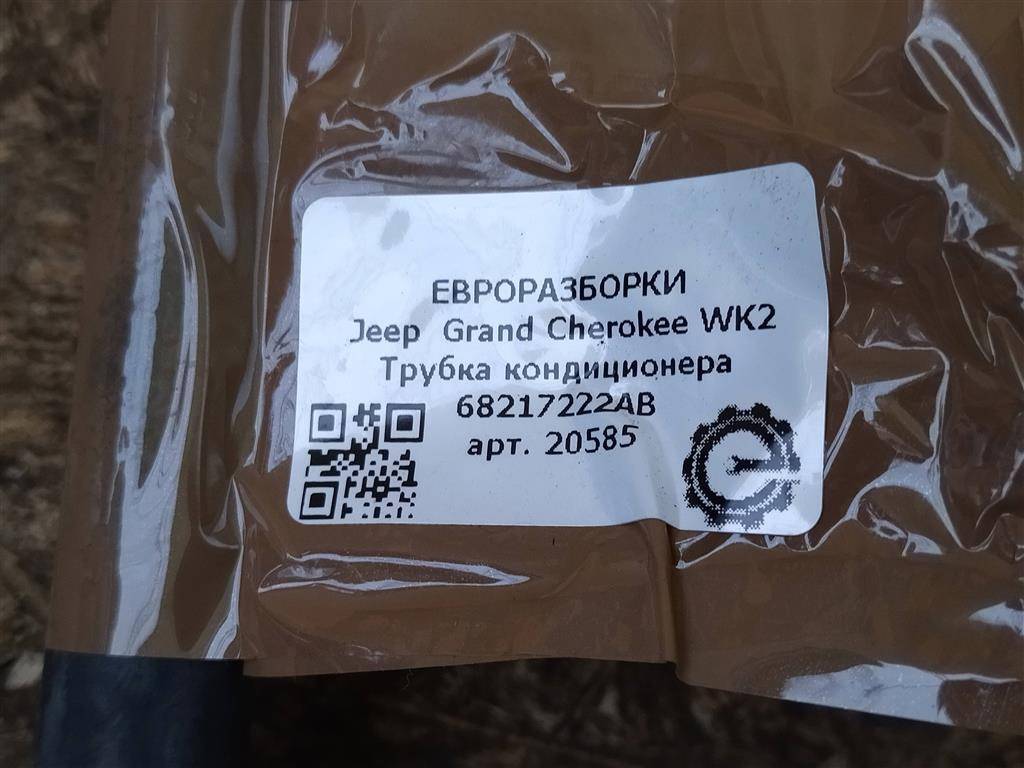 ЕВРОРАЗБОРКИ
Jeep Grand Cherokee WK2
Трубка кондиционера
68217222AB
арт. 20585